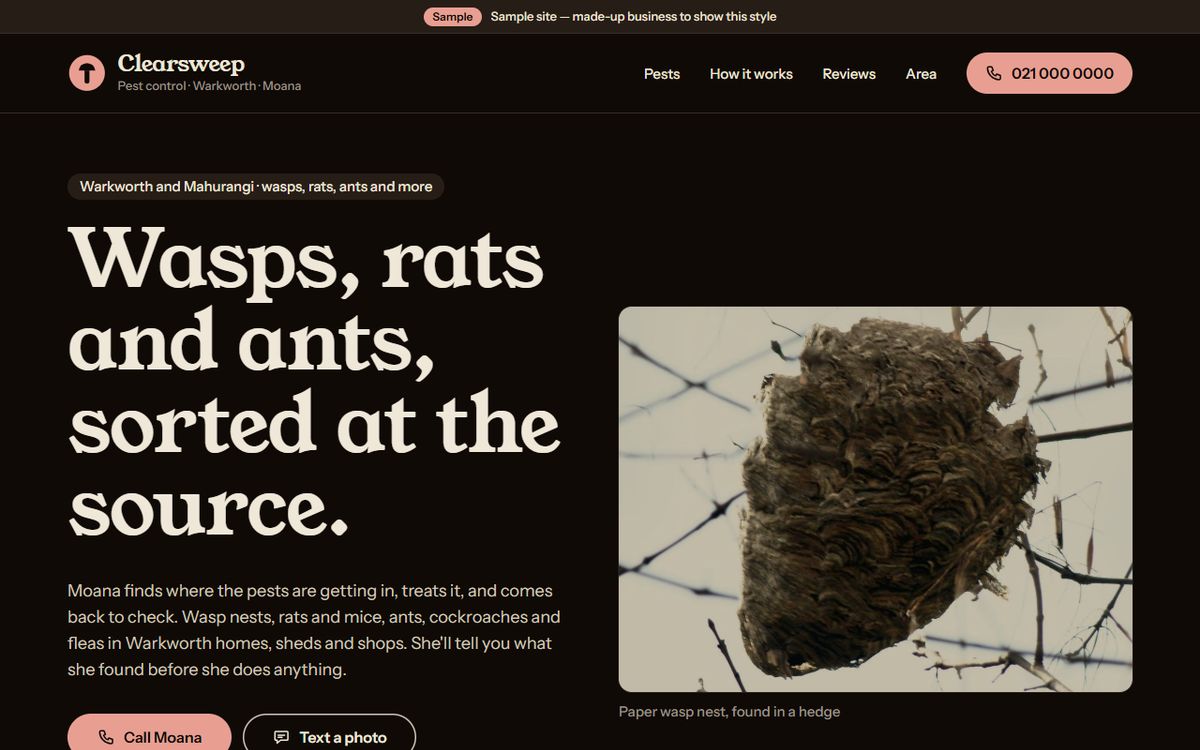 Sample Sample site — made-up business to show this style
Clearsweep
Pest control · Warkworth · Moana
Pests How it works Reviews Area 021 000 0000
Warkworth and Mahurangi · wasps, rats, ants and more
Wasps, rats
and ants,
sorted at the
source.
Moana finds where the pests are getting in, treats it, and comes
back to check. Wasp nests, rats and mice, ants, cockroaches and
fleas in Warkworth homes, sheds and shops. She'll tell you what
she found before she does anything.
Call Moana Text a photo
Paper wasp nest, found in a hedge